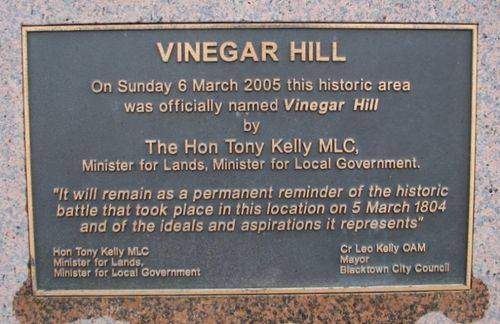 VINEGAR HILL
On Sunday 6 March 2005 this historic area
was officially named Vinegar Hill
by
The Hon Tony Kelly MLC,
Minister for Lands, Minister for Local Government.
"It will remain as a permanent reminder of the historic
battle that took place in this location on 5 March 1804
and of the ideals and aspirations it represents"
Hon Tony Kelly MLC
Minister for Lands,
Minister for Local Government
Cr Leo Kelly OAM
Mayor
Blacktown City Council